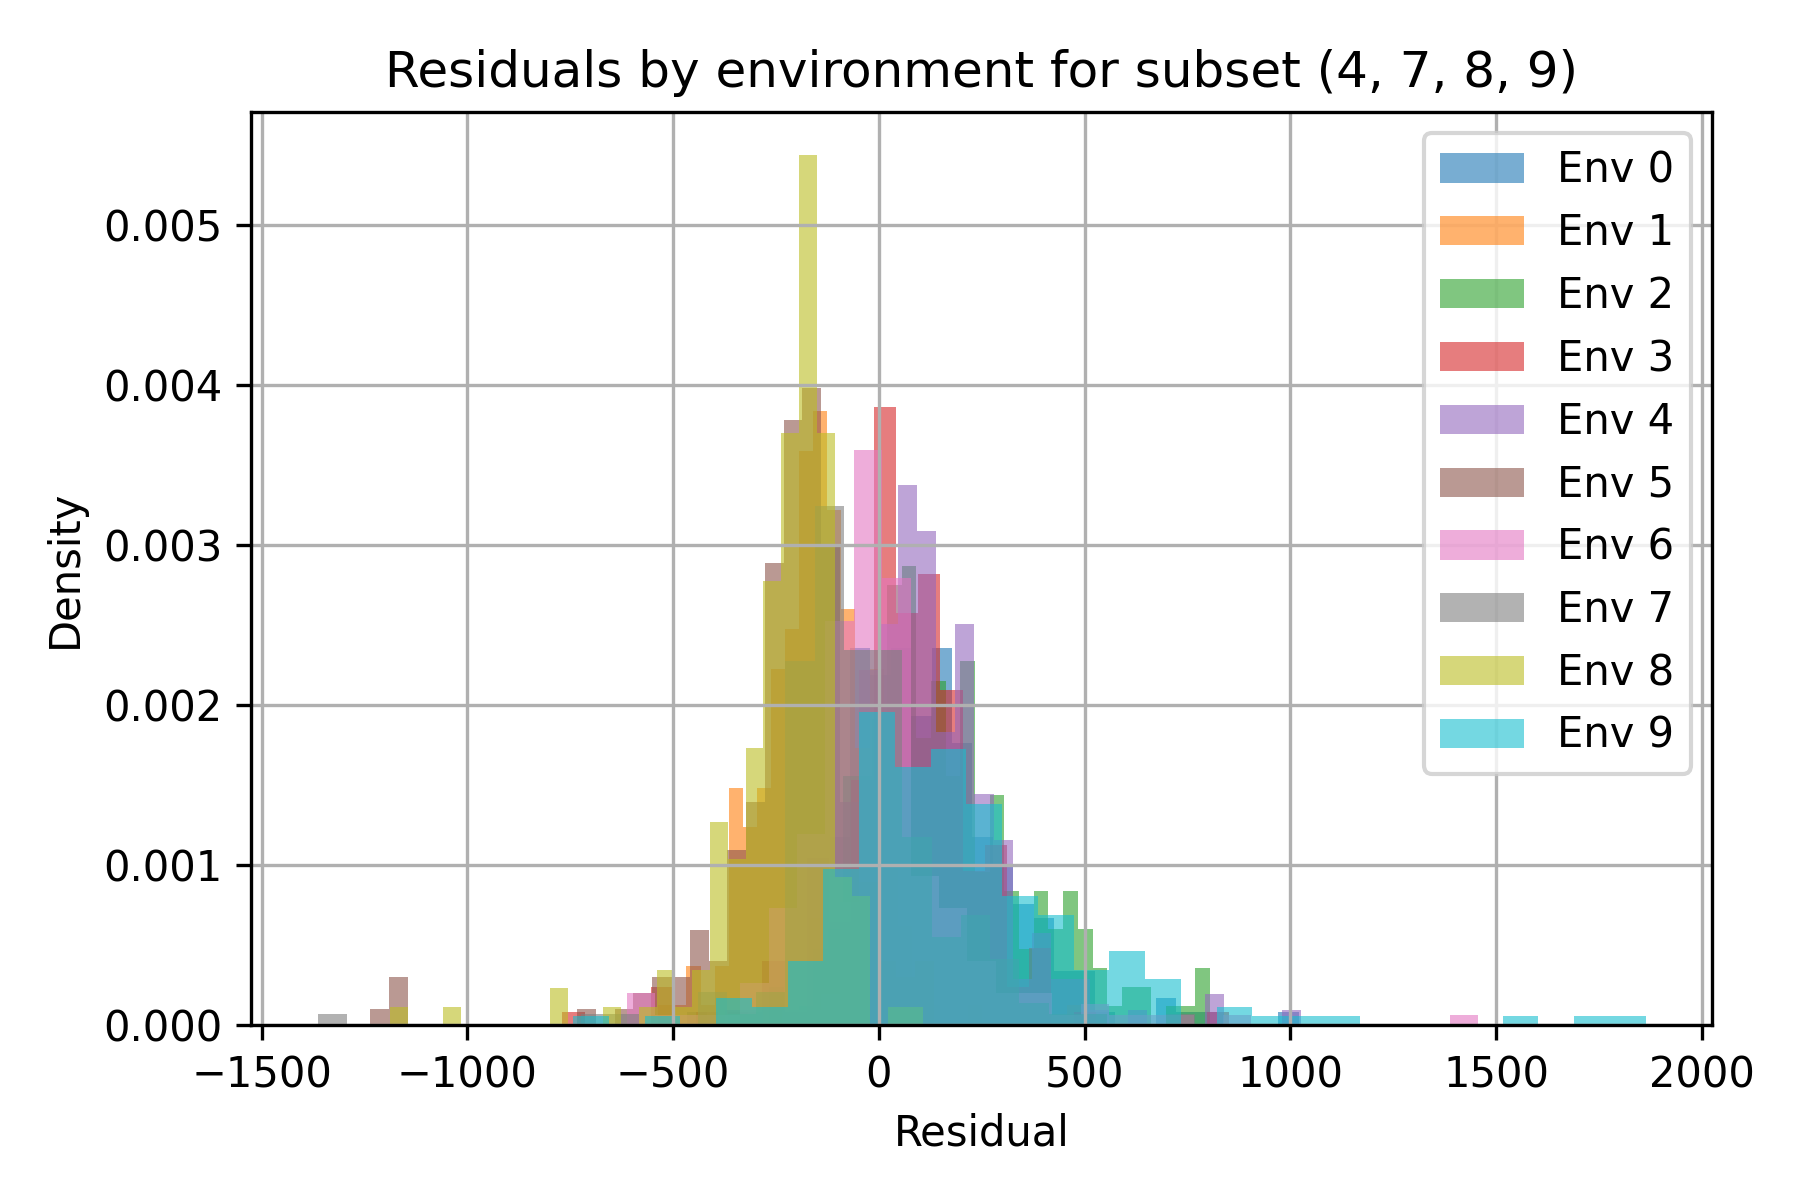 Residuals by environment for subset (4, 7, 8, 9)
Density
0.005
0.004
0.003
0.002
0.001
0.000
−1500 −1000 −500 0 500 1000 1500 2000
Residual
Env 0
Env 1
Env 2
Env 3
Env 4
Env 5
Env 6
Env 7
Env 8
Env 9